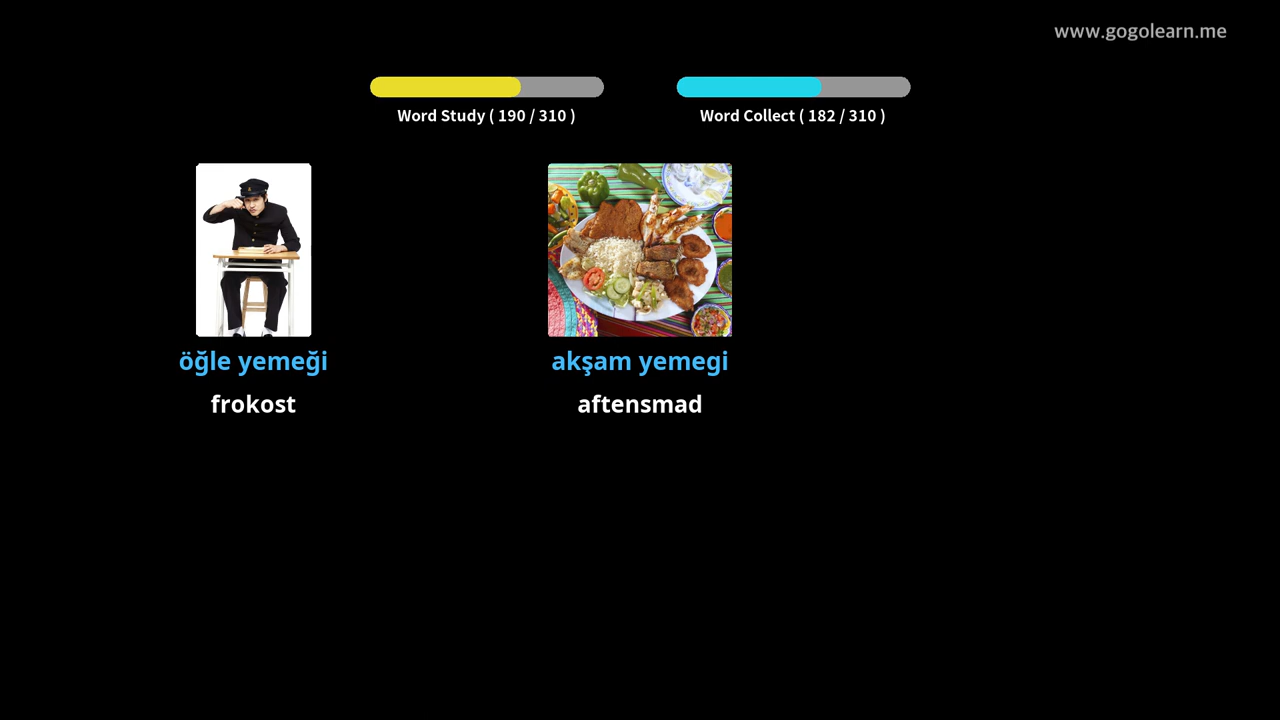 www.gogolearn.me
Word Study ( 190 / 310 )
Word Collect ( 182 / 310 )
öğle yemeği
akşam yemegi
frokost
aftensmad